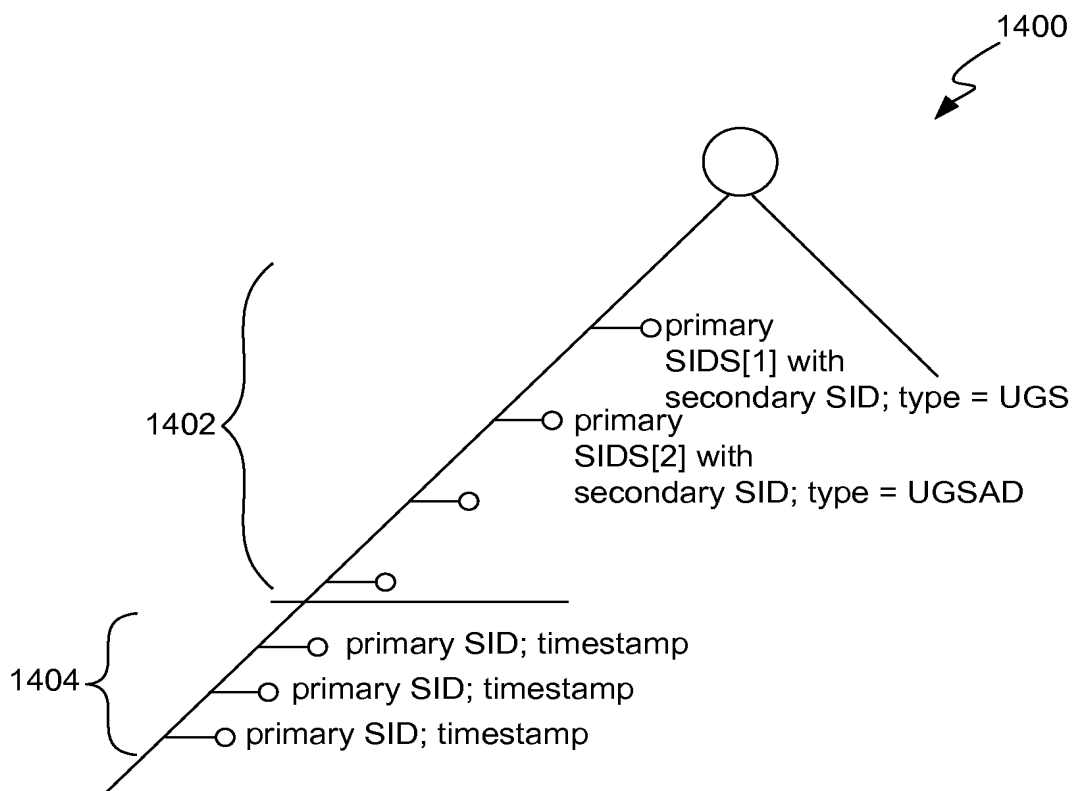 1400
primary
SIDS[1] with
secondary SID; type = UGS
1402
primary
SIDS[2] with
secondary SID; type = UGSAD
primary SID; timestamp
1404
primary SID; timestamp
primary SID; timestamp